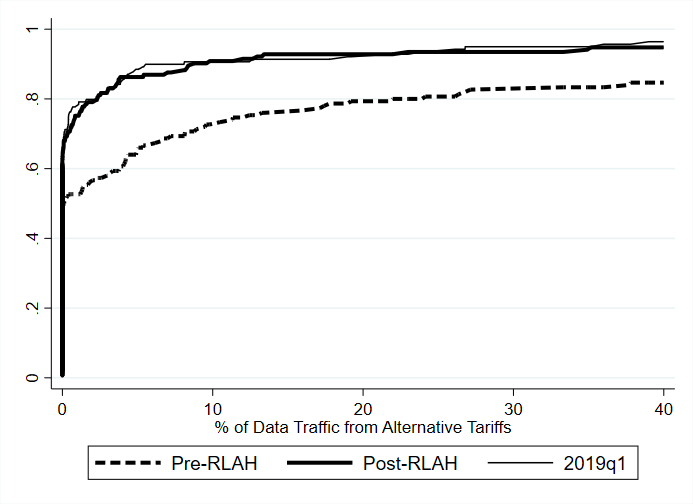 1
.8
.6
.4
.2
0
0 10 20 30 40
% of Data Traffic from Alternative Tariffs
Pre-RLAH Post-RLAH 2019q1